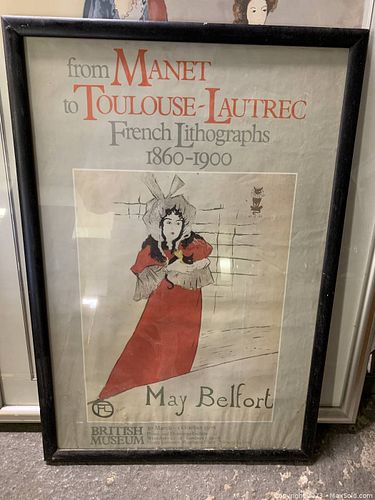 from MANET
to TOULOUSE-LAUTREC
French Lithographs
1860-1900
May Belfort
BRITISH
MUSEUM